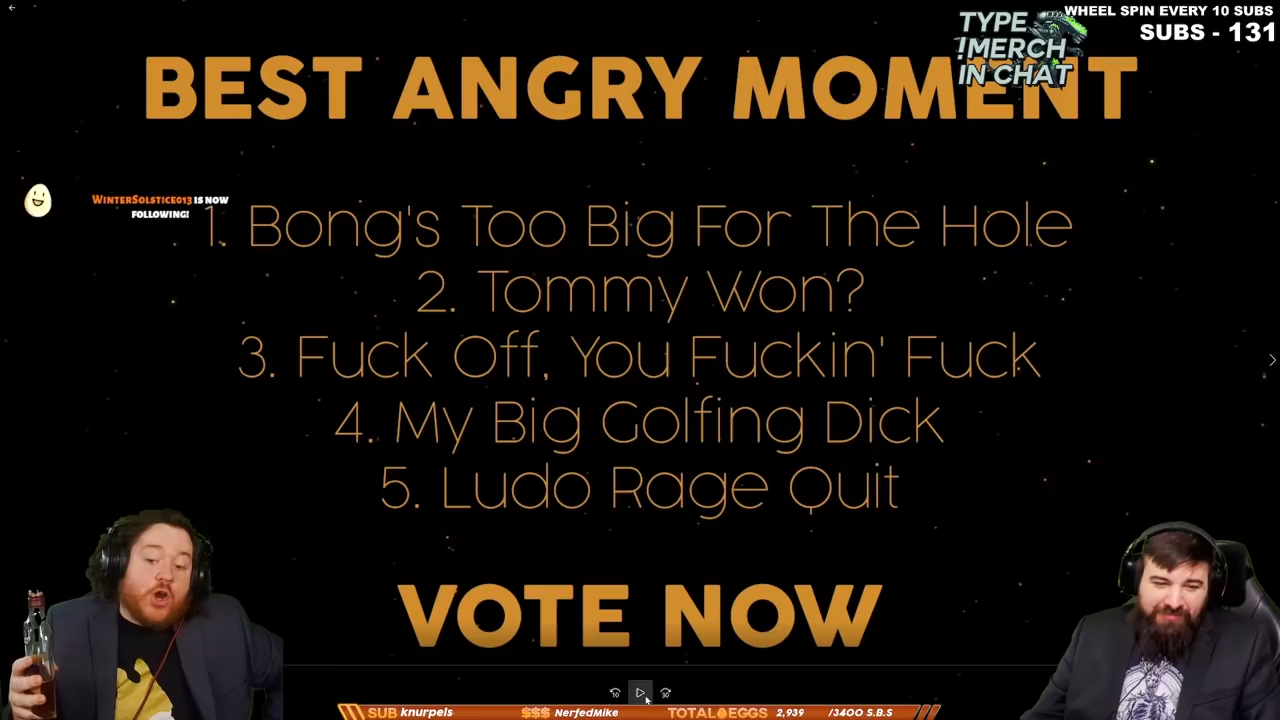 WHEEL SPIN EVERY 10 SUBS
SUBS - 131
TYPE
!MERCH
IN CHAT
BEST ANGRY MOMENT
WINTERSOLSTICE013 IS NOW
FOLLOWING!
1. Bong's Too Big For The Hole
2. Tommy Won?
3. Fuck Off, You Fuckin' Fuck
4. My Big Golfing Dick
5. Ludo Rage Quit
VOTE NOW
10
30
SUB knurpels $$$ NerfedMike TOTAL EGGS 2,939 /3400 S.B.S